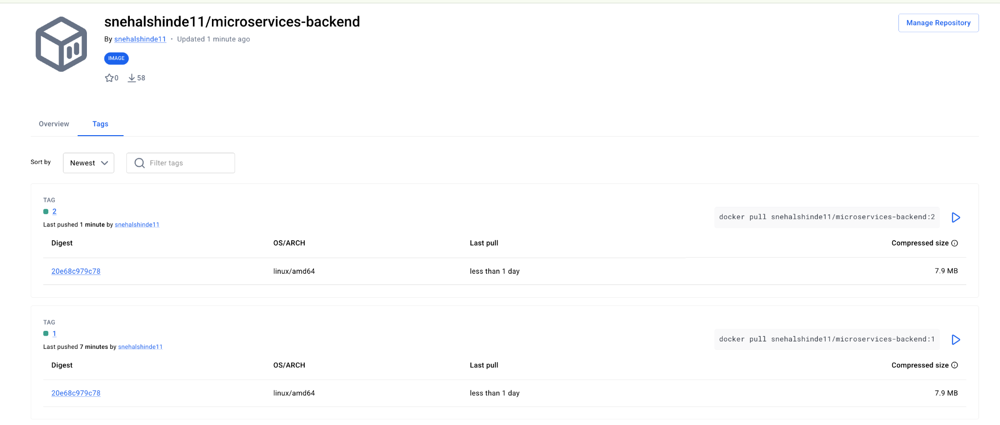 snehalshinde11/microservices-backend
Manage Repository
By snehalshinde11 • Updated 1 minute ago
IMAGE
0 58
Overview Tags
Sort by Newest Filter tags
TAG
2
docker pull snehalshinde11/microservices-backend:2
Last pushed 1 minute by snehalshinde11
Digest OS/ARCH Last pull Compressed size
20e68c979c78 linux/amd64 less than 1 day 7.9 MB
TAG
1
docker pull snehalshinde11/microservices-backend:1
Last pushed 7 minutes by snehalshinde11
Digest OS/ARCH Last pull Compressed size
20e68c979c78 linux/amd64 less than 1 day 7.9 MB